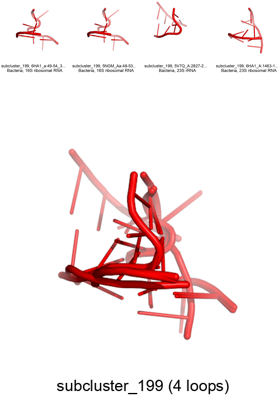 subcluster_199, 6HA1_a:49-54_3...
Bacteria, 16S ribosomal RNA
subcluster_199, 5NGM_Aa:48-53...
Bacteria, 16S ribosomal RNA
subcluster_199, 5V7Q_A:2827-2...
Bacteria, 23S rRNA
subcluster_199, 6HA1_A:1463-1...
Bacteria, 23S ribosomal RNA
subcluster_199 (4 loops)